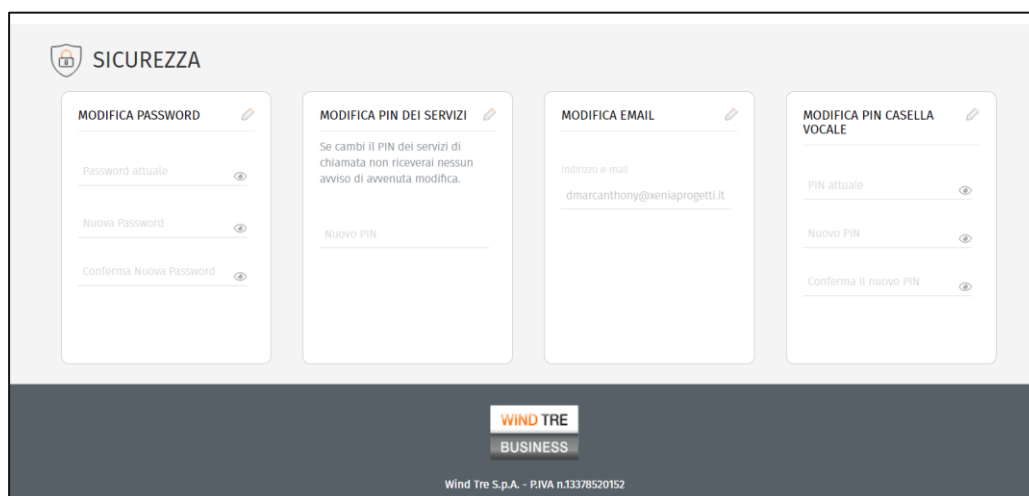 SICUREZZA
MODIFICA PASSWORD
Password attuale
Nuova Password
Conferma Nuova Password
MODIFICA PIN DEI SERVIZI
Se cambi il PIN dei servizi di
chiamata non riceverai nessun
avviso di avvenuta modifica.
Nuovo PIN
MODIFICA EMAIL
Indirizzo e-mail
dmarcanthony@xeniaprogetti.it
MODIFICA PIN CASELLA
VOCALE
PIN attuale
Nuovo PIN
Conferma il nuovo PIN
WIND TRE
BUSINESS
Wind Tre S.p.A. - P.IVA n.13378520152